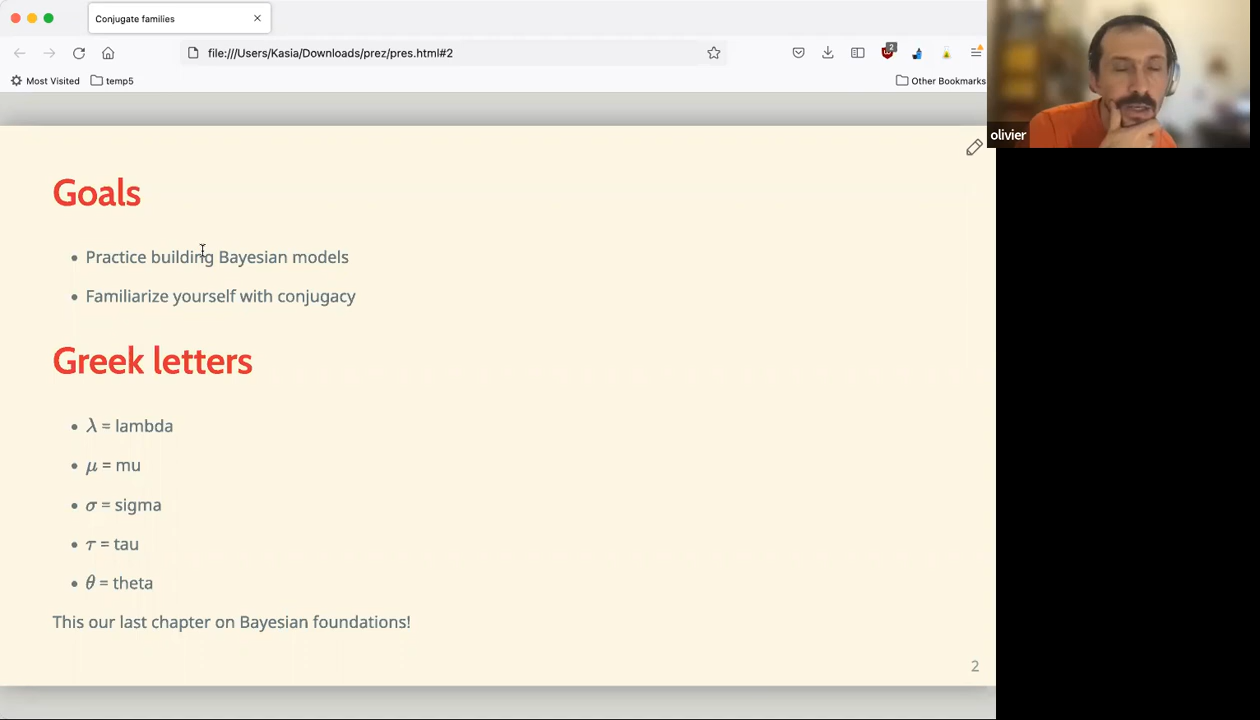 Conjugate families
file:///Users/Kasia/Downloads/prez/pres.html#2
2
Most Visited
temp5
Other Bookmarks
olivier
Goals
• Practice building Bayesian models
• Familiarize yourself with conjugacy
Greek letters
• λ = lambda
• μ = mu
• σ = sigma
• τ = tau
• θ = theta
This our last chapter on Bayesian foundations!
2